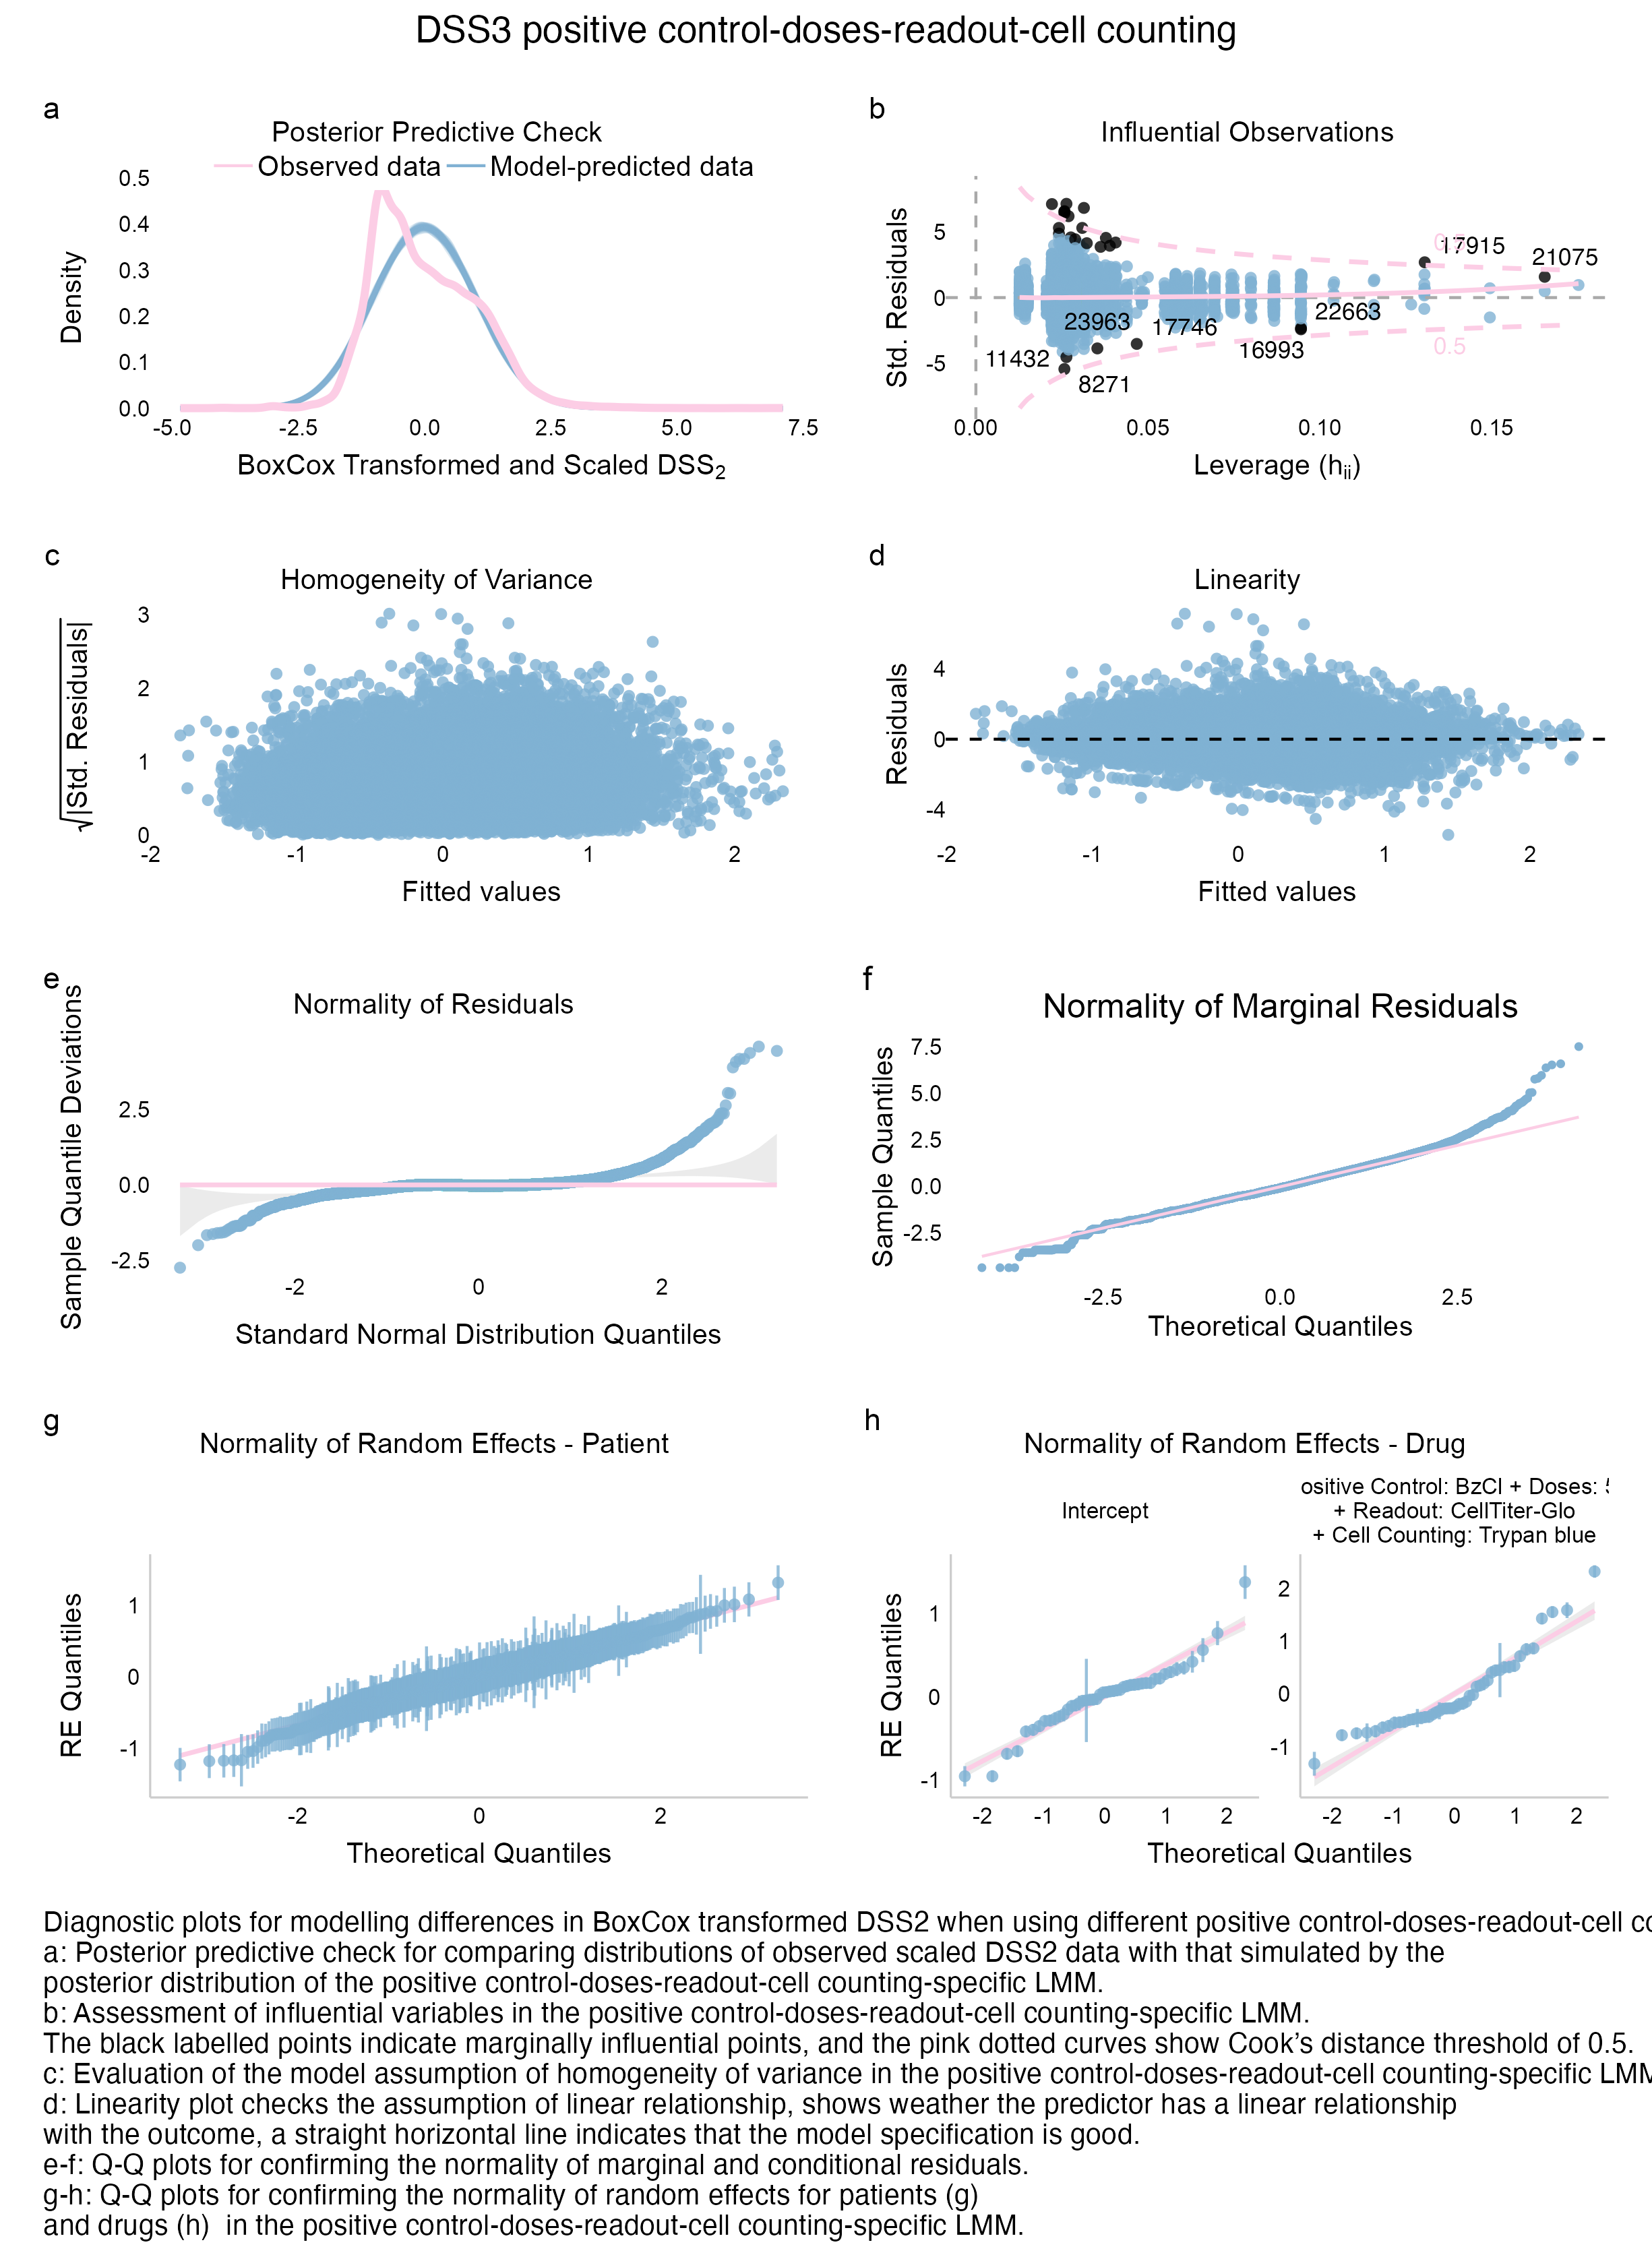 DSS3 positive control-doses-readout-cell counting
a
Posterior Predictive Check
Observed data
Model-predicted data
0.5
0.4
0.3
0.2
0.1
0.0
Density
-5.0 -2.5 0.0 2.5 5.0 7.5
BoxCox Transformed and Scaled DSS2
b
Influential Observations
5
0
-5
Std. Residuals
0.5
17915
21075
23963
17746
22663
16993
11432
8271
0.5
0.00 0.05 0.10 0.15
Leverage (hii)
c
Homogeneity of Variance
3
2
1
0
√|Std. Residuals|
-2 -1 0 1 2
Fitted values
d
Linearity
4
0
-4
Residuals
-2 -1 0 1 2
Fitted values
e
Normality of Residuals
2.5
0.0
-2.5
Sample Quantile Deviations
-2 0 2
Standard Normal Distribution Quantiles
f
Normality of Marginal Residuals
7.5
5.0
2.5
0.0
-2.5
Sample Quantiles
-2.5 0.0 2.5
Theoretical Quantiles
g
Normality of Random Effects - Patient
1
0
-1
RE Quantiles
-2 0 2
Theoretical Quantiles
h
Normality of Random Effects - Drug
Intercept
1
0
-1
RE Quantiles
-2 -1 0 1 2
ositive Control: BzCl + Doses:
+ Readout: CellTiter-Glo
+ Cell Counting: Trypan blue
2
1
0
-1
-2 -1 0 1 2
Theoretical Quantiles
Diagnostic plots for modelling differences in BoxCox transformed DSS2 when using different positive control-doses-readout-cell co
a: Posterior predictive check for comparing distributions of observed scaled DSS2 data with that simulated by the
posterior distribution of the positive control-doses-readout-cell counting-specific LMM.
b: Assessment of influential variables in the positive control-doses-readout-cell counting-specific LMM.
The black labelled points indicate marginally influential points, and the pink dotted curves show Cook’s distance threshold of 0.5.
c: Evaluation of the model assumption of homogeneity of variance in the positive control-doses-readout-cell counting-specific LMM
d: Linearity plot checks the assumption of linear relationship, shows weather the predictor has a linear relationship
with the outcome, a straight horizontal line indicates that the model specification is good.
e-f: Q-Q plots for confirming the normality of marginal and conditional residuals.
g-h: Q-Q plots for confirming the normality of random effects for patients (g)
and drugs (h)  in the positive control-doses-readout-cell counting-specific LMM.